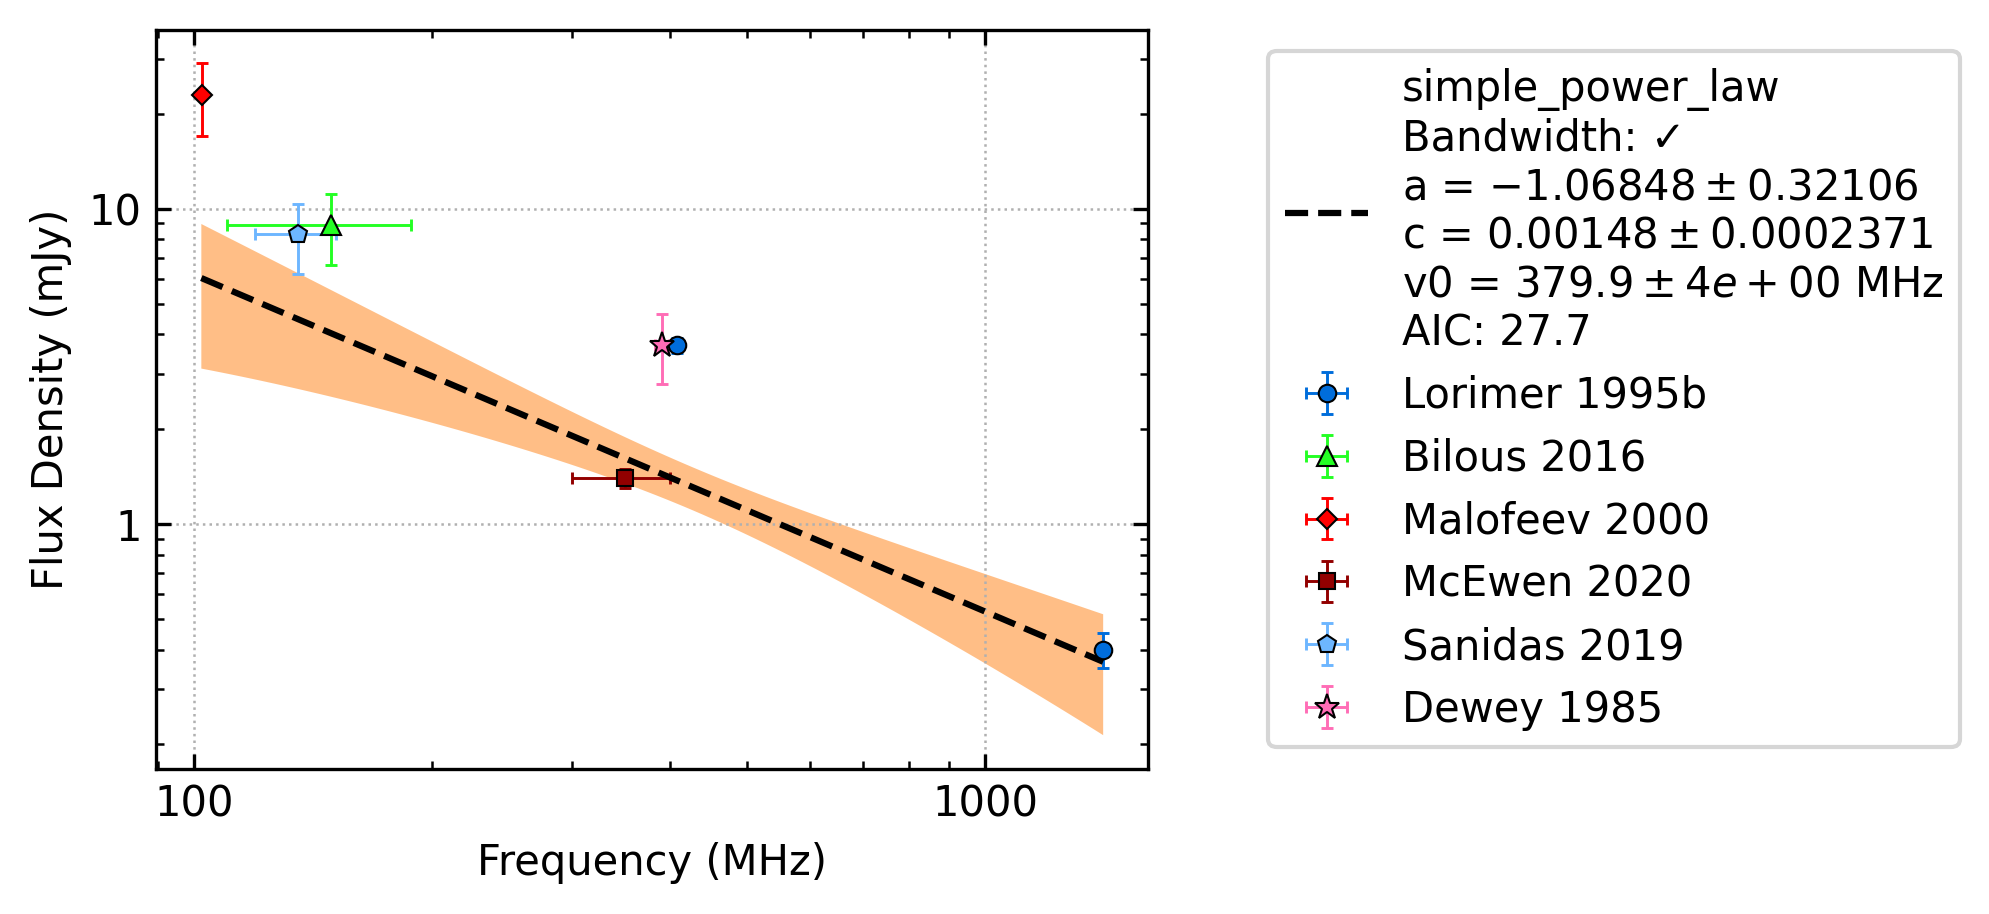 10
1
100
1000
Flux Density (mJy)
Frequency (MHz)
simple_power_law
Bandwidth: ✓
a = −1.06848 ± 0.32106
c = 0.00148 ± 0.0002371
v0 = 379.9 ± 4e + 00 MHz
AIC: 27.7
Lorimer 1995b
Bilous 2016
Malofeev 2000
McEwen 2020
Sanidas 2019
Dewey 1985